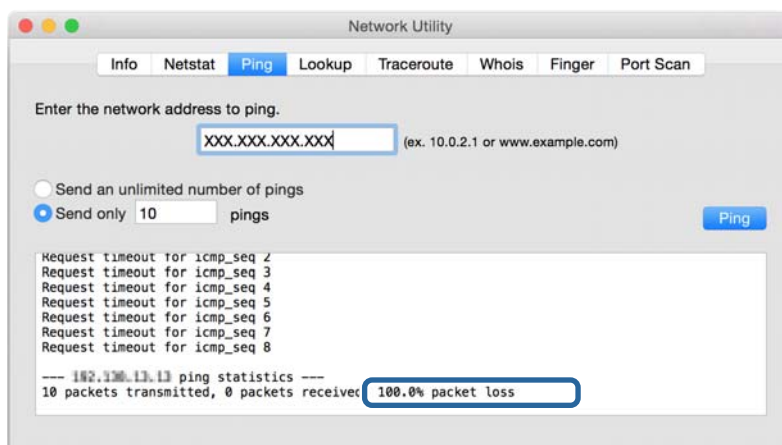 Network Utility
Info Netstat Ping Lookup Traceroute Whois Finger Port Scan
Enter the network address to ping.
XXX.XXX.XXX.XXX (ex. 10.0.2.1 or www.example.com)
Send an unlimited number of pings
Send only 10 pings
Ping
Request timeout for icmp_seq 2
Request timeout for icmp_seq 3
Request timeout for icmp_seq 4
Request timeout for icmp_seq 5
Request timeout for icmp_seq 6
Request timeout for icmp_seq 7
Request timeout for icmp_seq 8
--- ping statistics ---
10 packets transmitted, 0 packets received 100.0% packet loss